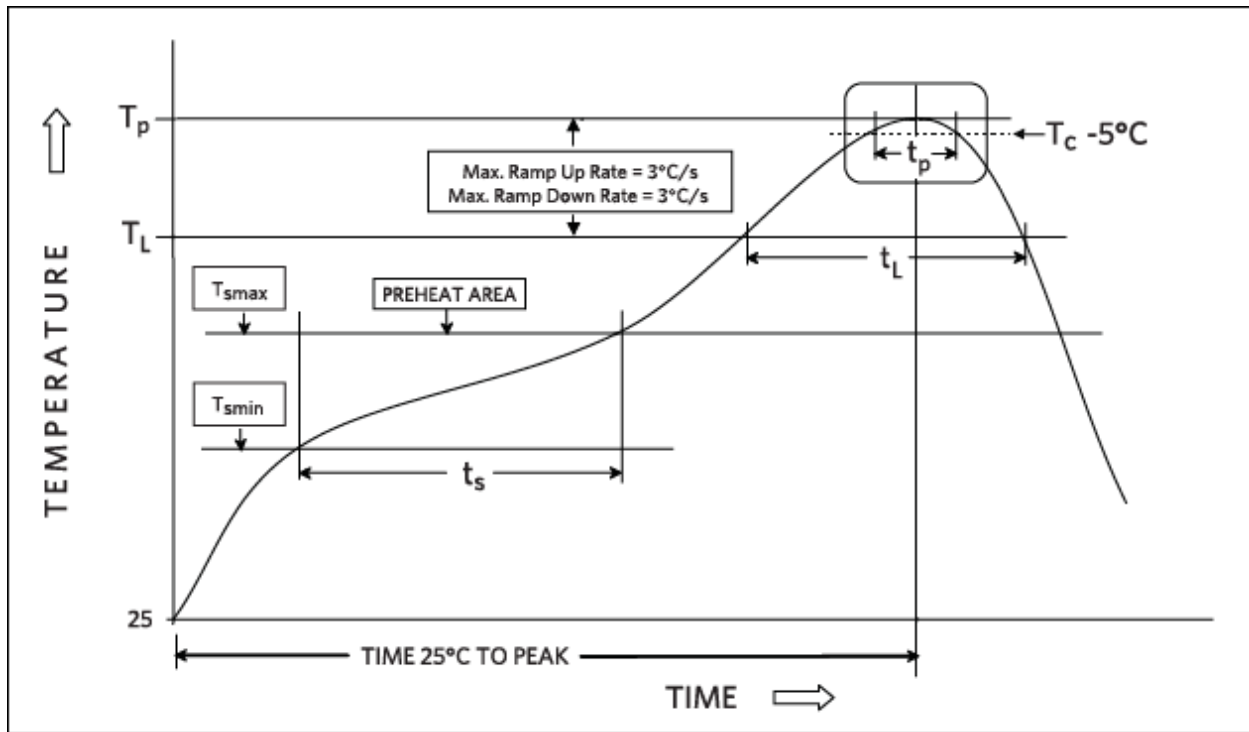 Tp
Tc -5°C
tp
Max. Ramp Up Rate = 3°C/s
Max. Ramp Down Rate = 3°C/s
TL
tL
Tsmax
PREHEAT AREA
Tsmin
ts
TEMPERATURE
25
TIME 25°C TO PEAK
TIME